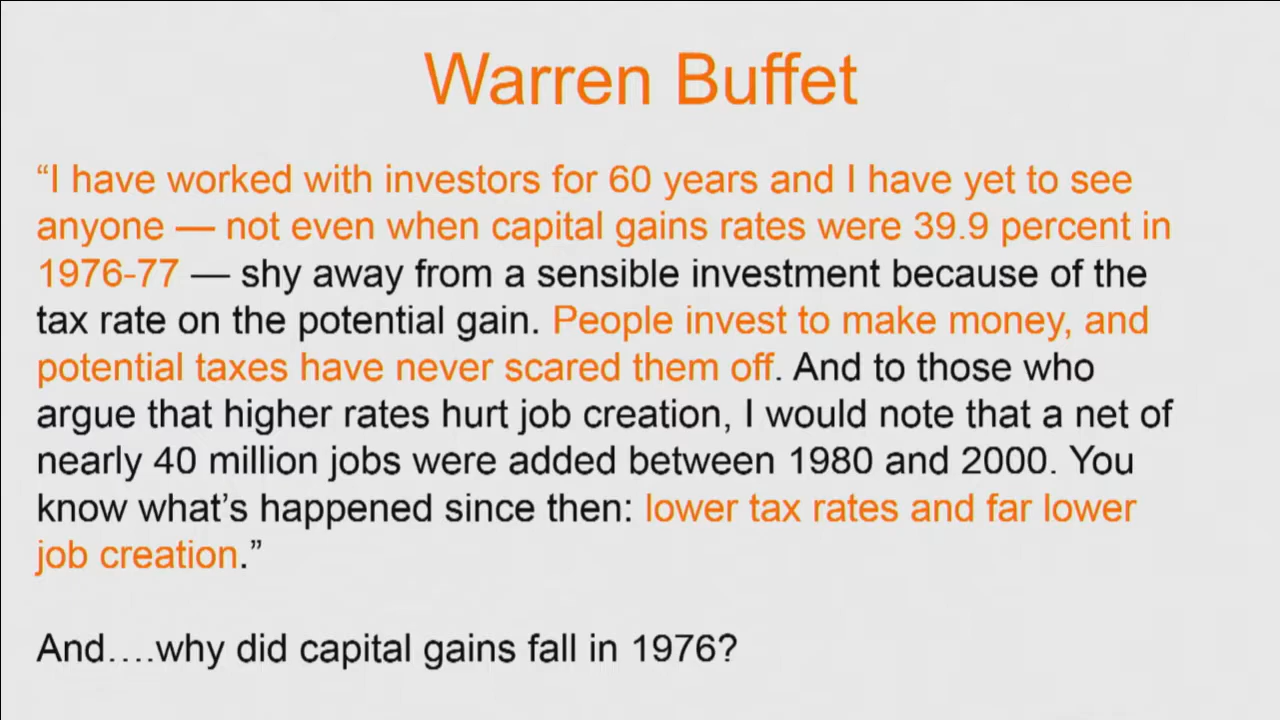 Warren Buffet
“I have worked with investors for 60 years and I have yet to see
anyone — not even when capital gains rates were 39.9 percent in
1976-77 — shy away from a sensible investment because of the
tax rate on the potential gain. People invest to make money, and
potential taxes have never scared them off. And to those who
argue that higher rates hurt job creation, I would note that a net of
nearly 40 million jobs were added between 1980 and 2000. You
know what’s happened since then: lower tax rates and far lower
job creation.”
And….why did capital gains fall in 1976?